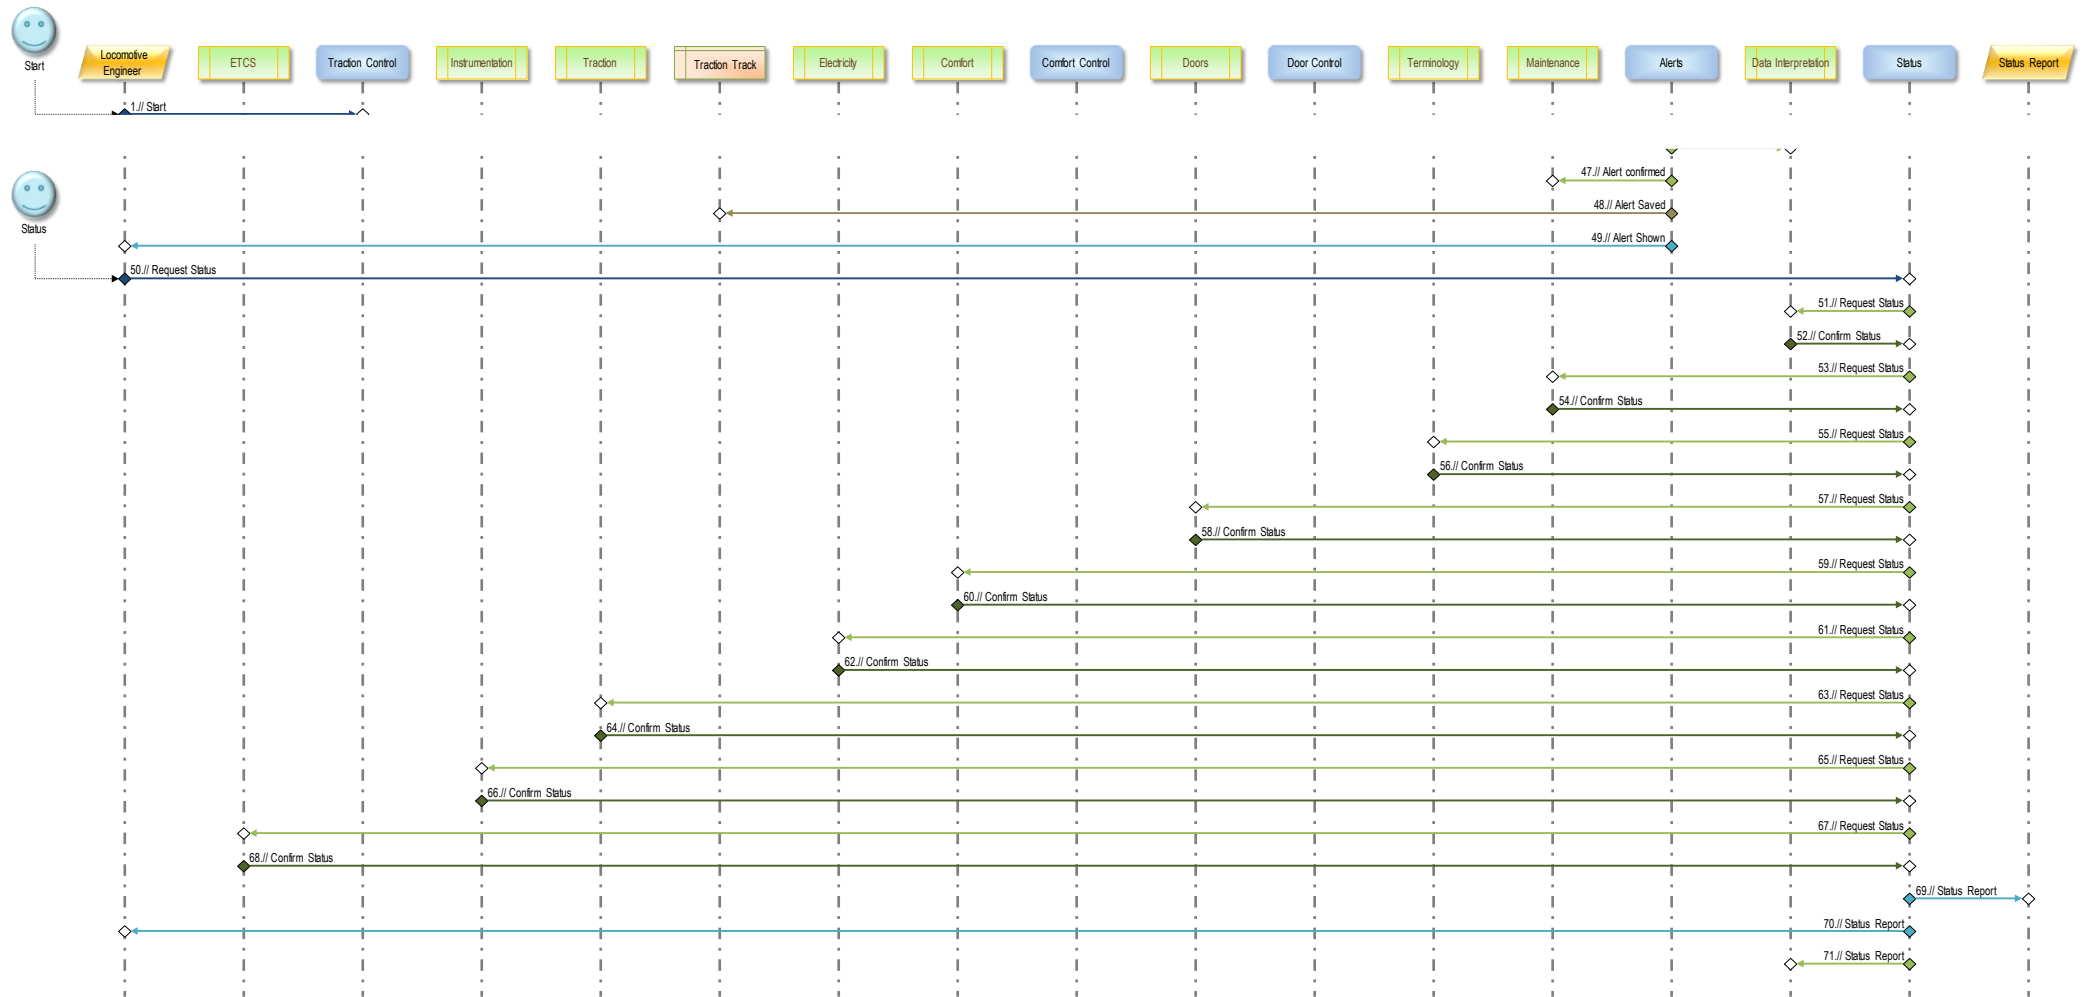 Start
Locomotive
Engineer
ETCS
Traction Control
Instrumentation
Traction
Traction Track
Electricity
Comfort
Comfort Control
Doors
Door Control
Terminology
Maintenance
Alerts
Data Interpretation
Status
Status Report
1.// Start
47.// Alert confirmed
48.// Alert Saved
Status
49.// Alert Shown
50.// Request Status
51.// Request Status
52.// Confirm Status
53.// Request Status
54.// Confirm Status
55.// Request Status
56.// Confirm Status
57.// Request Status
58.// Confirm Status
59.// Request Status
60.// Confirm Status
61.// Request Status
62.// Confirm Status
63.// Request Status
64.// Confirm Status
65.// Request Status
66.// Confirm Status
67.// Request Status
68.// Confirm Status
69.// Status Report
70.// Status Report
71.// Status Report